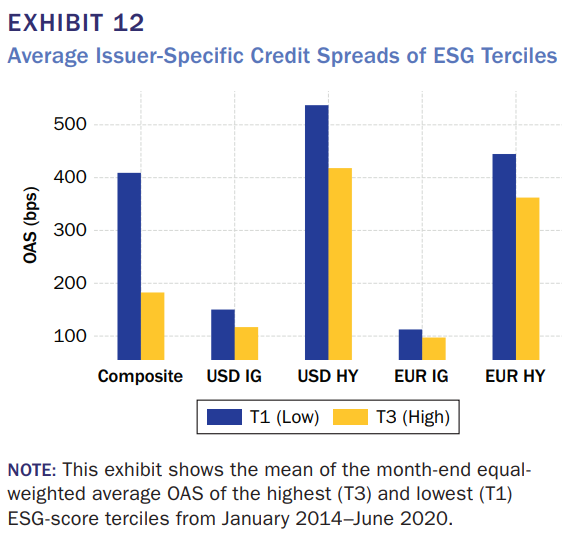 EXHIBIT 12
Average Issuer-Specific Credit Spreads of ESG Terciles
OAS (bps)
500
400
300
200
100
Composite USD IG USD HY EUR IG EUR HY
T1 (Low) T3 (High)
NOTE: This exhibit shows the mean of the month-end equal-
weighted average OAS of the highest (T3) and lowest (T1)
ESG-score terciles from January 2014–June 2020.